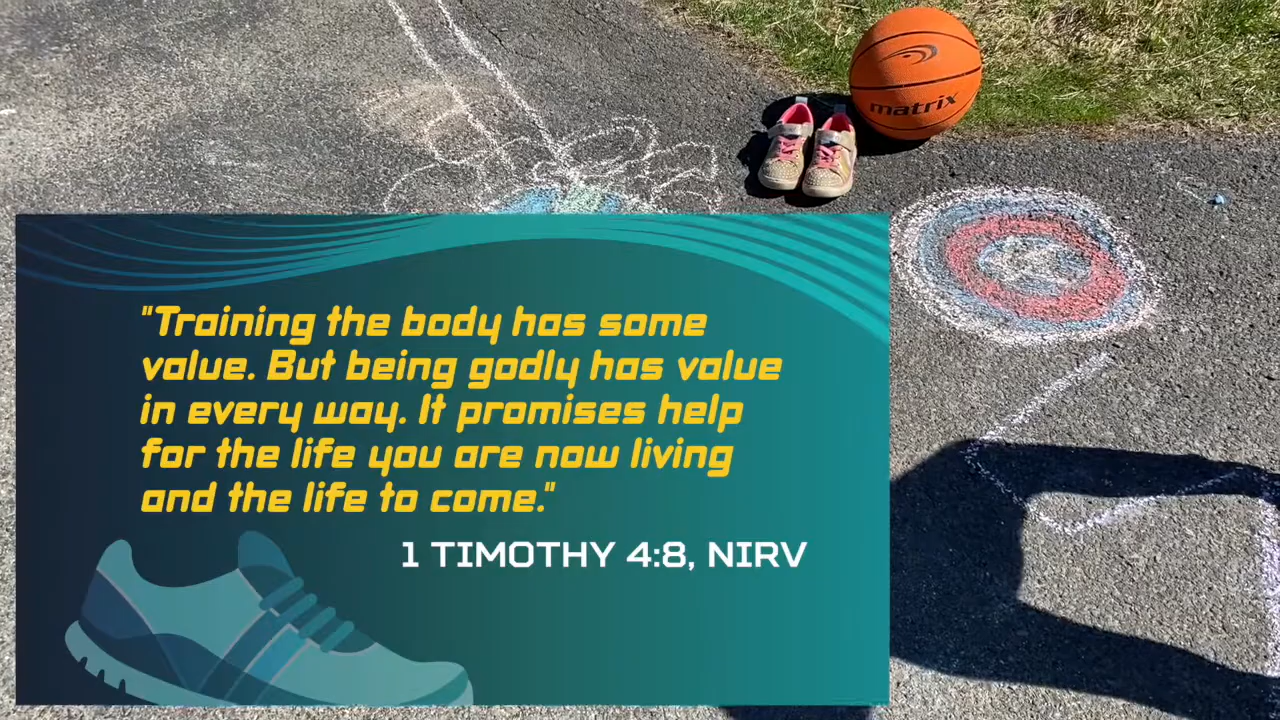 matrix
"Training the body has some
value. But being godly has value
in every way. It promises help
for the life you are now living
and the life to come."
1 TIMOTHY 4:8, NIRV